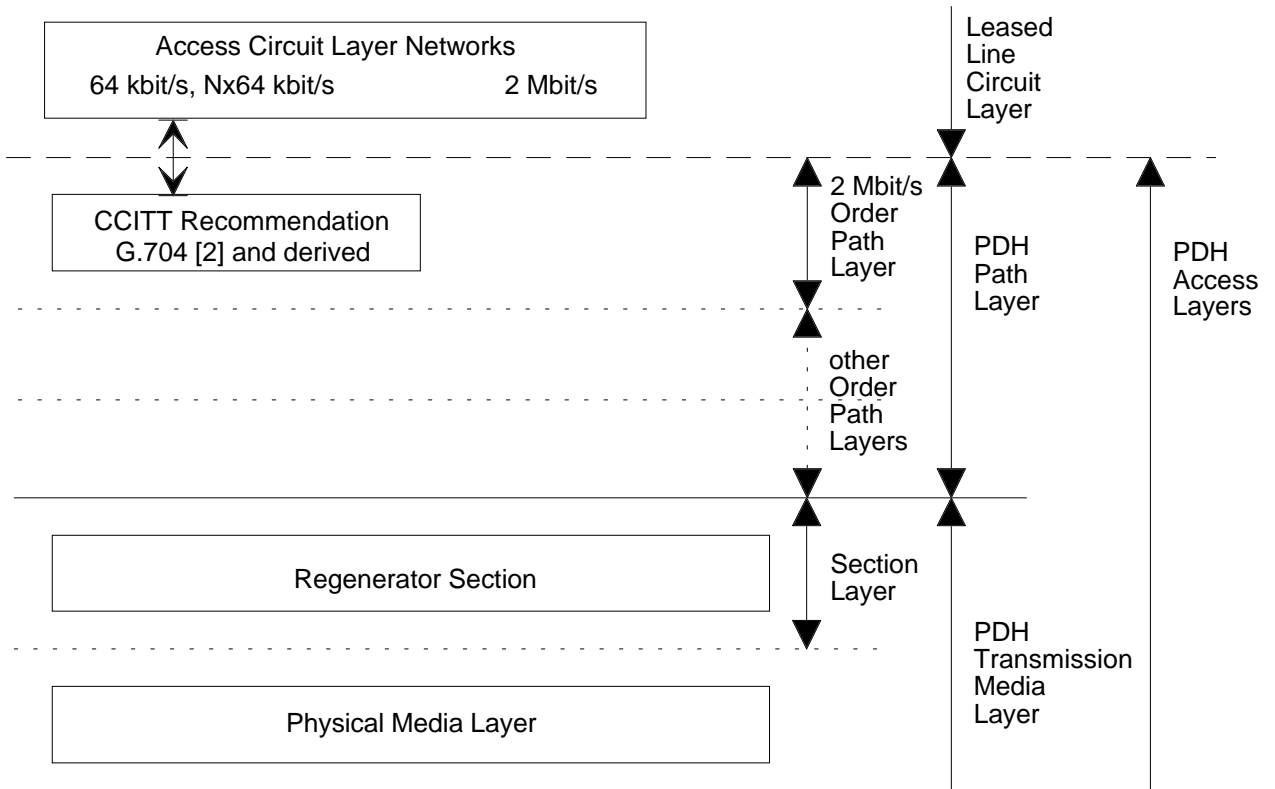 Access Circuit Layer Networks
64 kbit/s, Nx64 kbit/s 2 Mbit/s
Leased
Line
Circuit
Layer
CCITT Recommendation
G.704 [2] and derived
2 Mbit/s
Order
Path
Layer
PDH
Path
Layer
PDH
Access
Layers
other
Order
Path
Layers
Regenerator Section
Section
Layer
PDH
Transmission
Media
Layer
Physical Media Layer